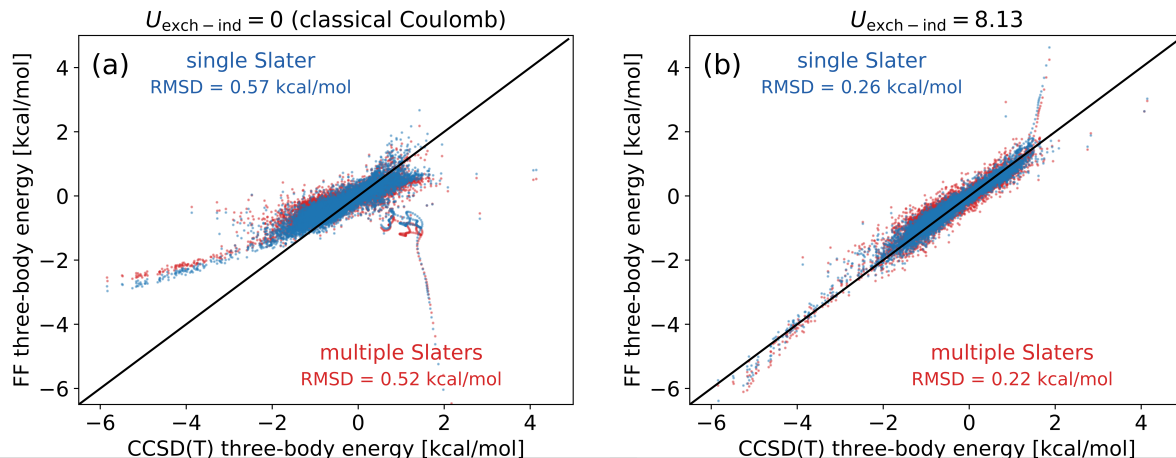 U_exch−ind = 0 (classical Coulomb)
(a)
single Slater
RMSD = 0.57 kcal/mol
multiple Slaters
RMSD = 0.52 kcal/mol
FF three-body energy [kcal/mol]
4
2
0
−2
−4
−6
−6 −4 −2 0 2 4
CCSD(T) three-body energy [kcal/mol]
U_exch−ind = 8.13
(b)
single Slater
RMSD = 0.26 kcal/mol
multiple Slaters
RMSD = 0.22 kcal/mol
FF three-body energy [kcal/mol]
4
2
0
−2
−4
−6
−6 −4 −2 0 2 4
CCSD(T) three-body energy [kcal/mol]